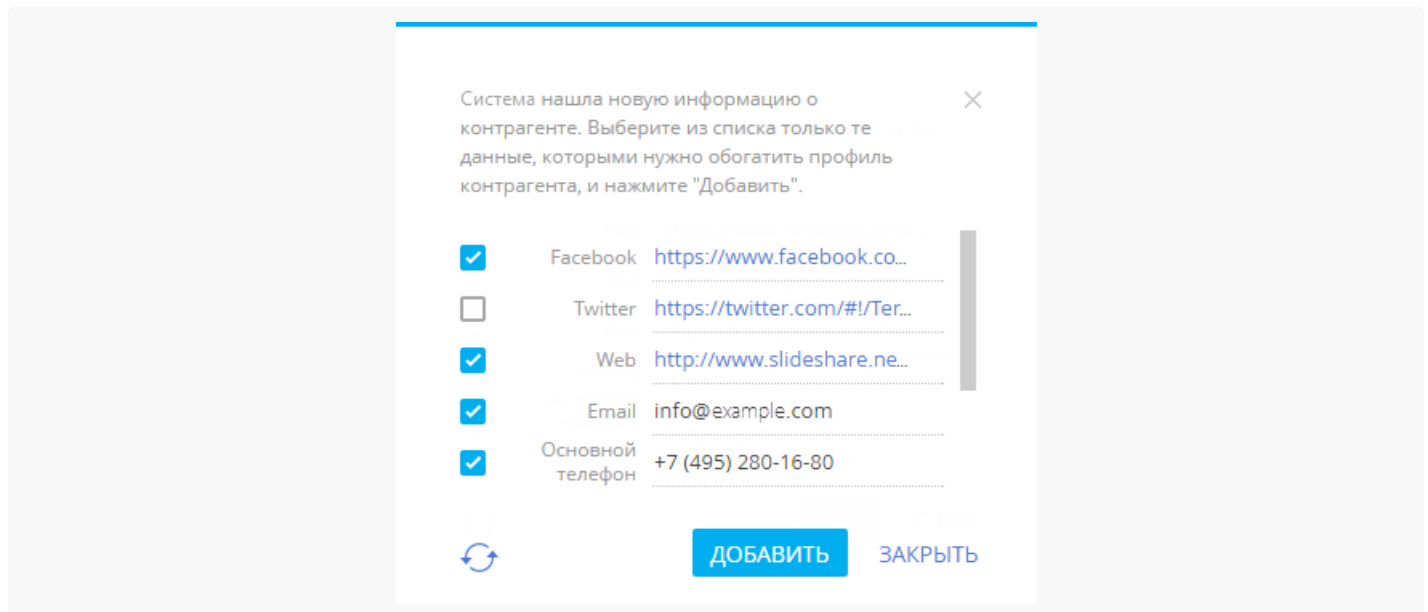 Система нашла новую информацию о
контрагенте. Выберите из списка только те
данные, которыми нужно обогатить профиль
контрагента, и нажмите "Добавить".
Facebook https://www.facebook.co...
Twitter https://twitter.com/#!/Ter...
Web http://www.slideshare.ne...
Email info@example.com
Основной
телефон +7 (495) 280-16-80
ДОБАВИТЬ ЗАКРЫТЬ